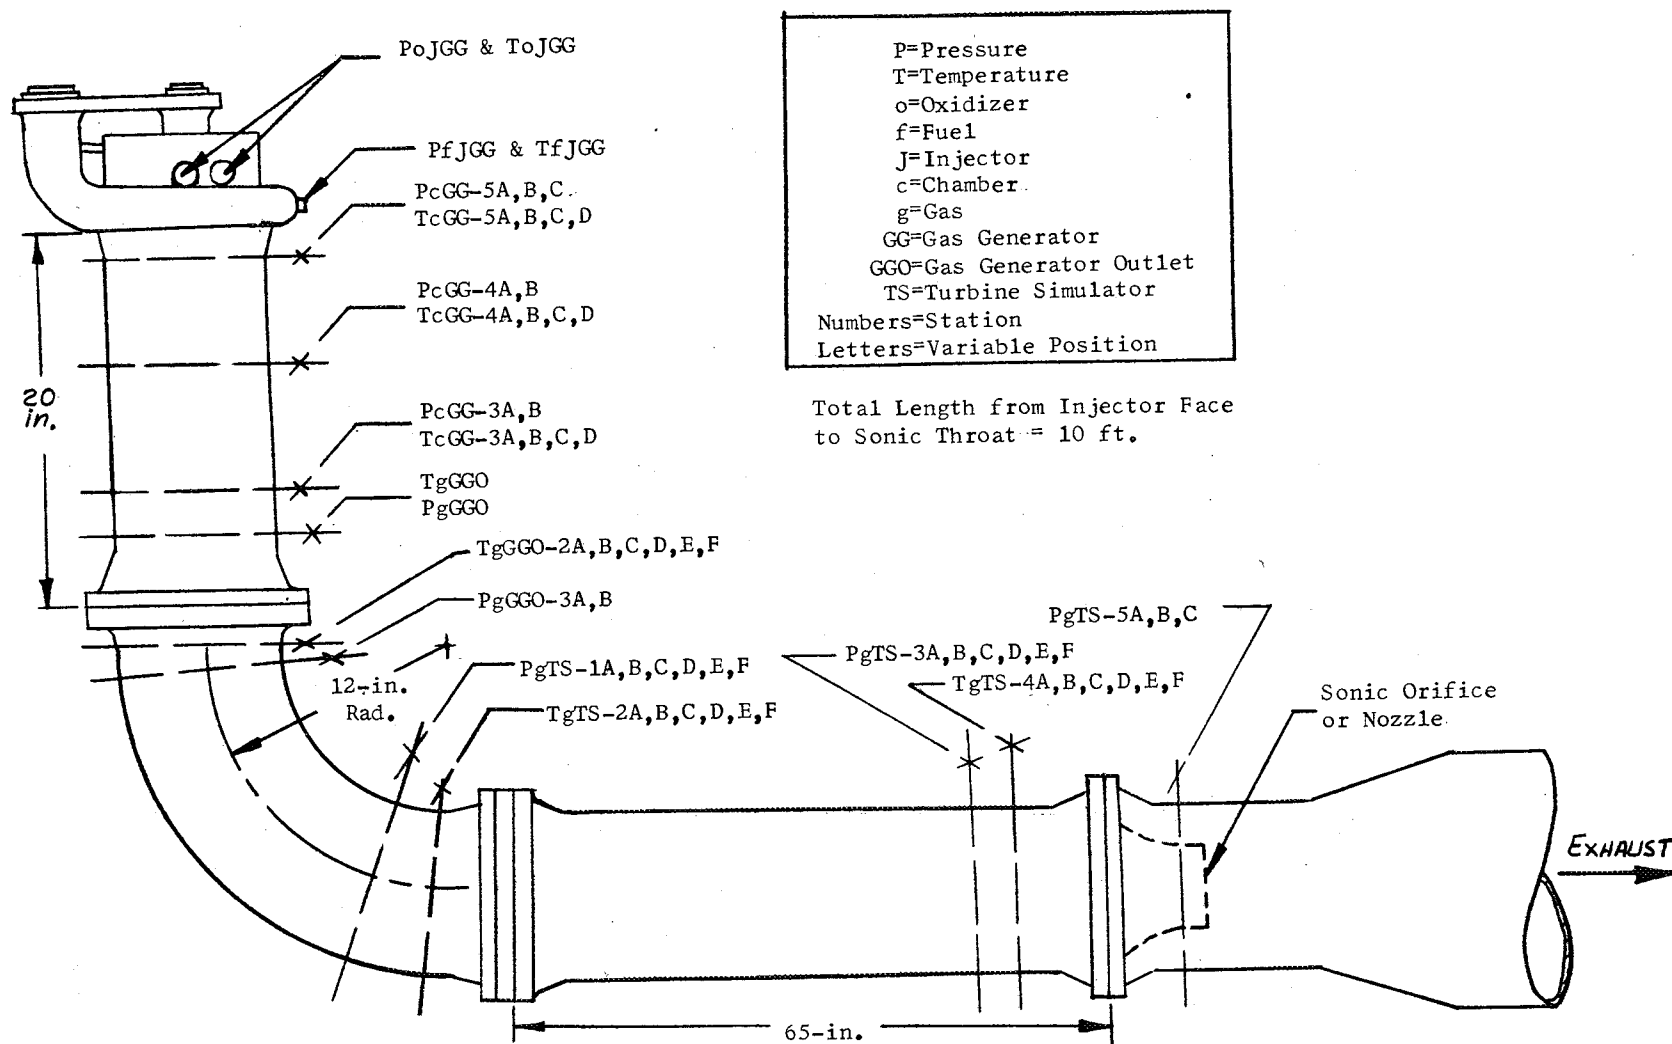 PoJGG & ToJGG
PfJGG & TfJGG
PcGG-5A,B,C
TcGG-5A,B,C,D
PcGG-4A,B
TcGG-4A,B,C,D
PcGG-3A,B
TcGG-3A,B,C,D
TgGGO
PgGGO
TgGGO-2A,B,C,D,E,F
PgGGO-3A,B
20
in.
12-in.
Rad.
PgTS-1A,B,C,D,E,F
TgTS-2A,B,C,D,E,F
P=Pressure
T=Temperature
o=Oxidizer
f=Fuel
J=Injector
c=Chamber
g=Gas
GG=Gas Generator
GGO=Gas Generator Outlet
TS=Turbine Simulator
Numbers=Station
Letters=Variable Position
Total Length from Injector Face
to Sonic Throat = 10 ft.
PgTS-5A,B,C
PgTS-3A,B,C,D,E,F
TgTS-4A,B,C,D,E,F
Sonic Orifice
or Nozzle
EXHAUST
65-in.